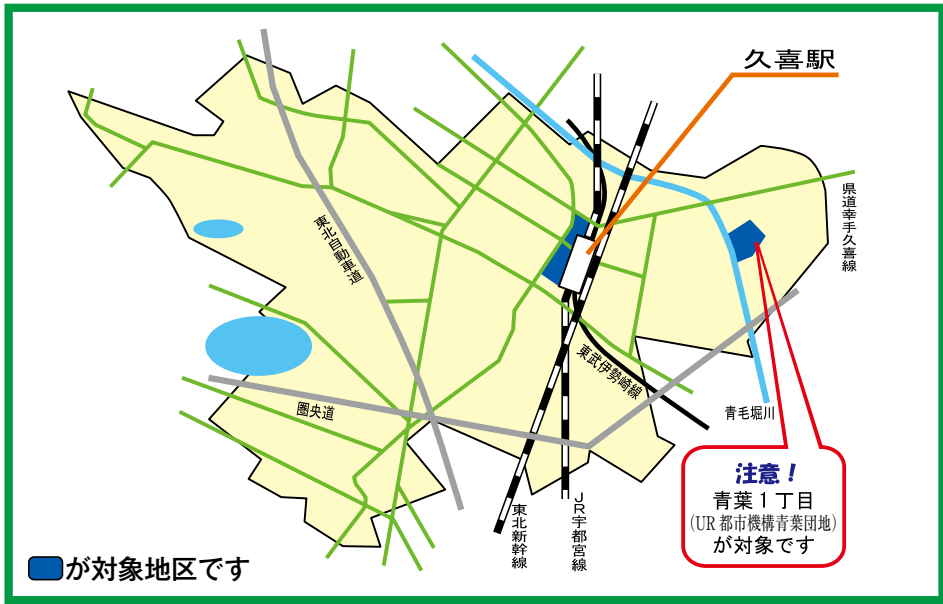 久喜駅
県道幸手久喜線
東北自動車道
東武伊勢崎線
圏央道
青毛堀川
注意！
青葉１丁目
（UR都市機構青葉団地）
が対象です
東北新幹線
ＪＲ宇都宮線
が対象地区です